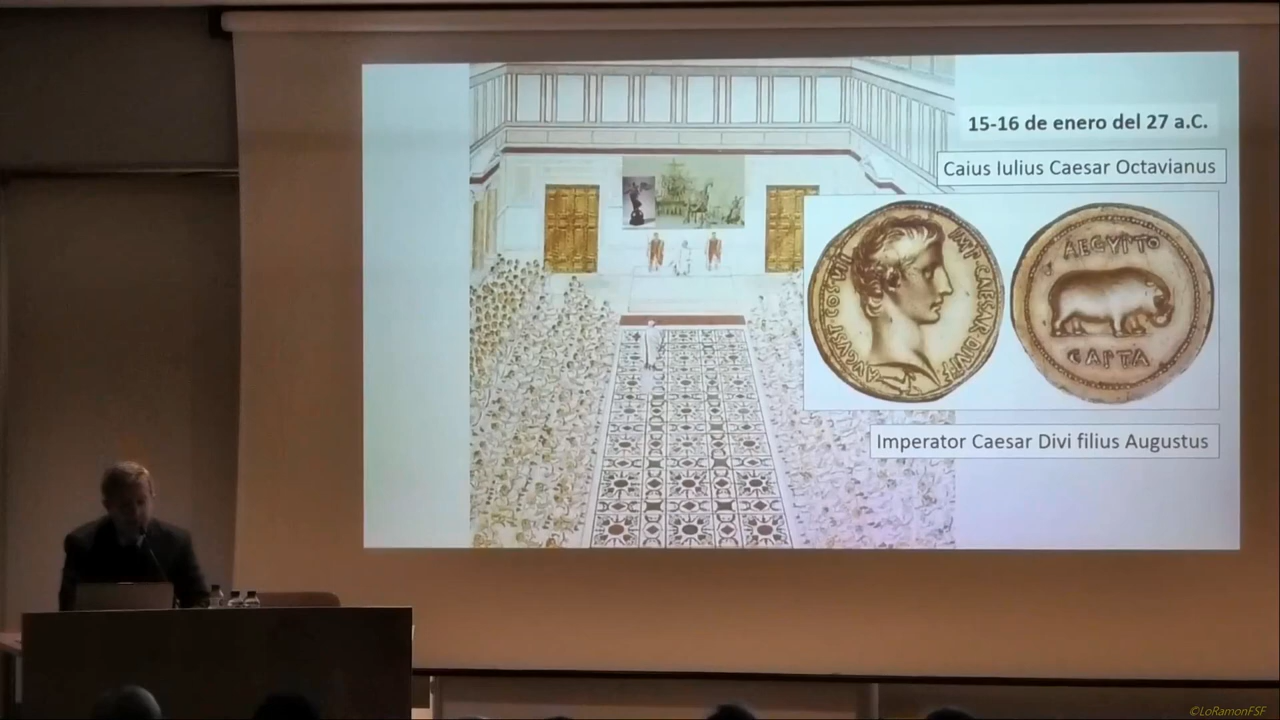 15-16 de enero del 27 a.C.
Caius Iulius Caesar Octavianus
AVGVST·COS·VII
IMP·CAESAR·DIVI·F
AEGVPTO
CAPTA
Imperator Caesar Divi filius Augustus
©LoRamonFSF